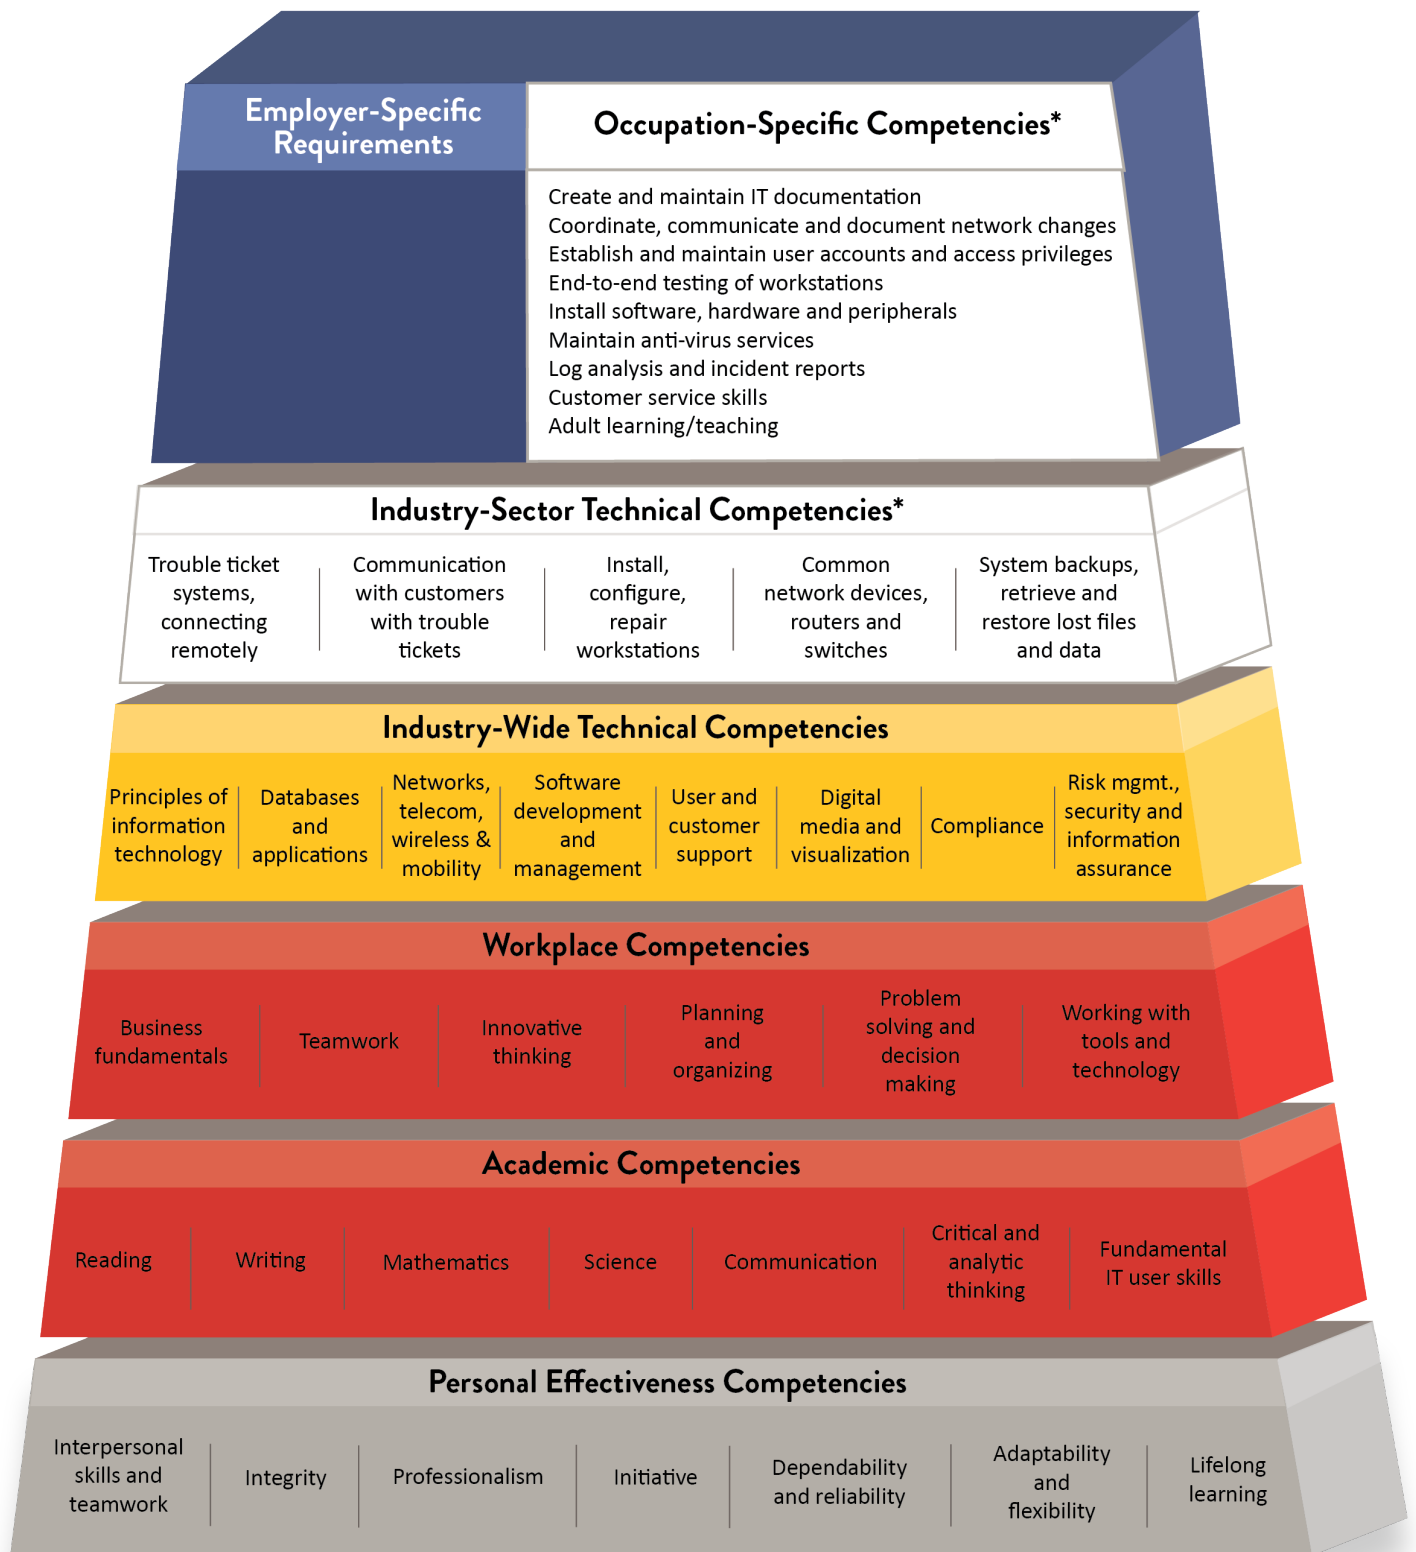 Employer-Specific
Requirements
Occupation-Specific Competencies*
Create and maintain IT documentation
Coordinate, communicate and document network changes
Establish and maintain user accounts and access privileges
End-to-end testing of workstations
Install software, hardware and peripherals
Maintain anti-virus services
Log analysis and incident reports
Customer service skills
Adult learning/teaching
Industry-Sector Technical Competencies*
Trouble ticket
systems,
connecting
remotely
Communication
with customers
with trouble
tickets
Install,
configure,
repair
workstations
Common
network devices,
routers and
switches
System backups,
retrieve and
restore lost files
and data
Industry-Wide Technical Competencies
Principles of
information
technology
Databases
and
applications
Networks,
telecom,
wireless &
mobility
Software
development
and
management
User and
customer
support
Digital
media and
visualization
Compliance
Risk mgmt.,
security and
information
assurance
Workplace Competencies
Business
fundamentals
Teamwork
Innovative
thinking
Planning
and
organizing
Problem
solving and
decision
making
Working with
tools and
technology
Academic Competencies
Reading
Writing
Mathematics
Science
Communication
Critical and
analytic
thinking
Fundamental
IT user skills
Personal Effectiveness Competencies
Interpersonal
skills and
teamwork
Integrity
Professionalism
Initiative
Dependability
and reliability
Adaptability
and
flexibility
Lifelong
learning